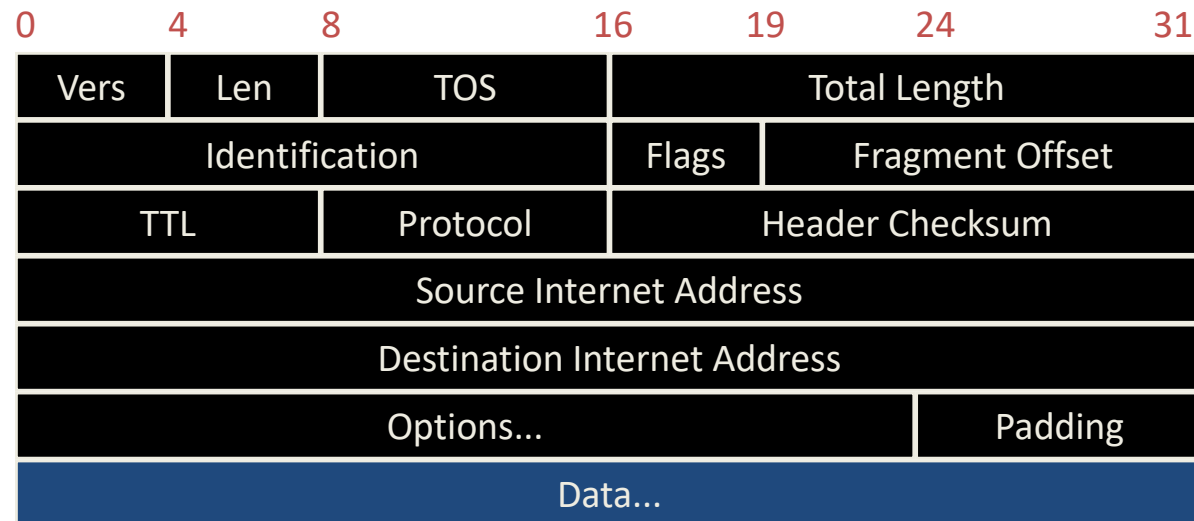 0 4 8 16 19 24 31
Vers Len TOS Total Length
Identification Flags Fragment Offset
TTL Protocol Header Checksum
Source Internet Address
Destination Internet Address
Options... Padding
Data...